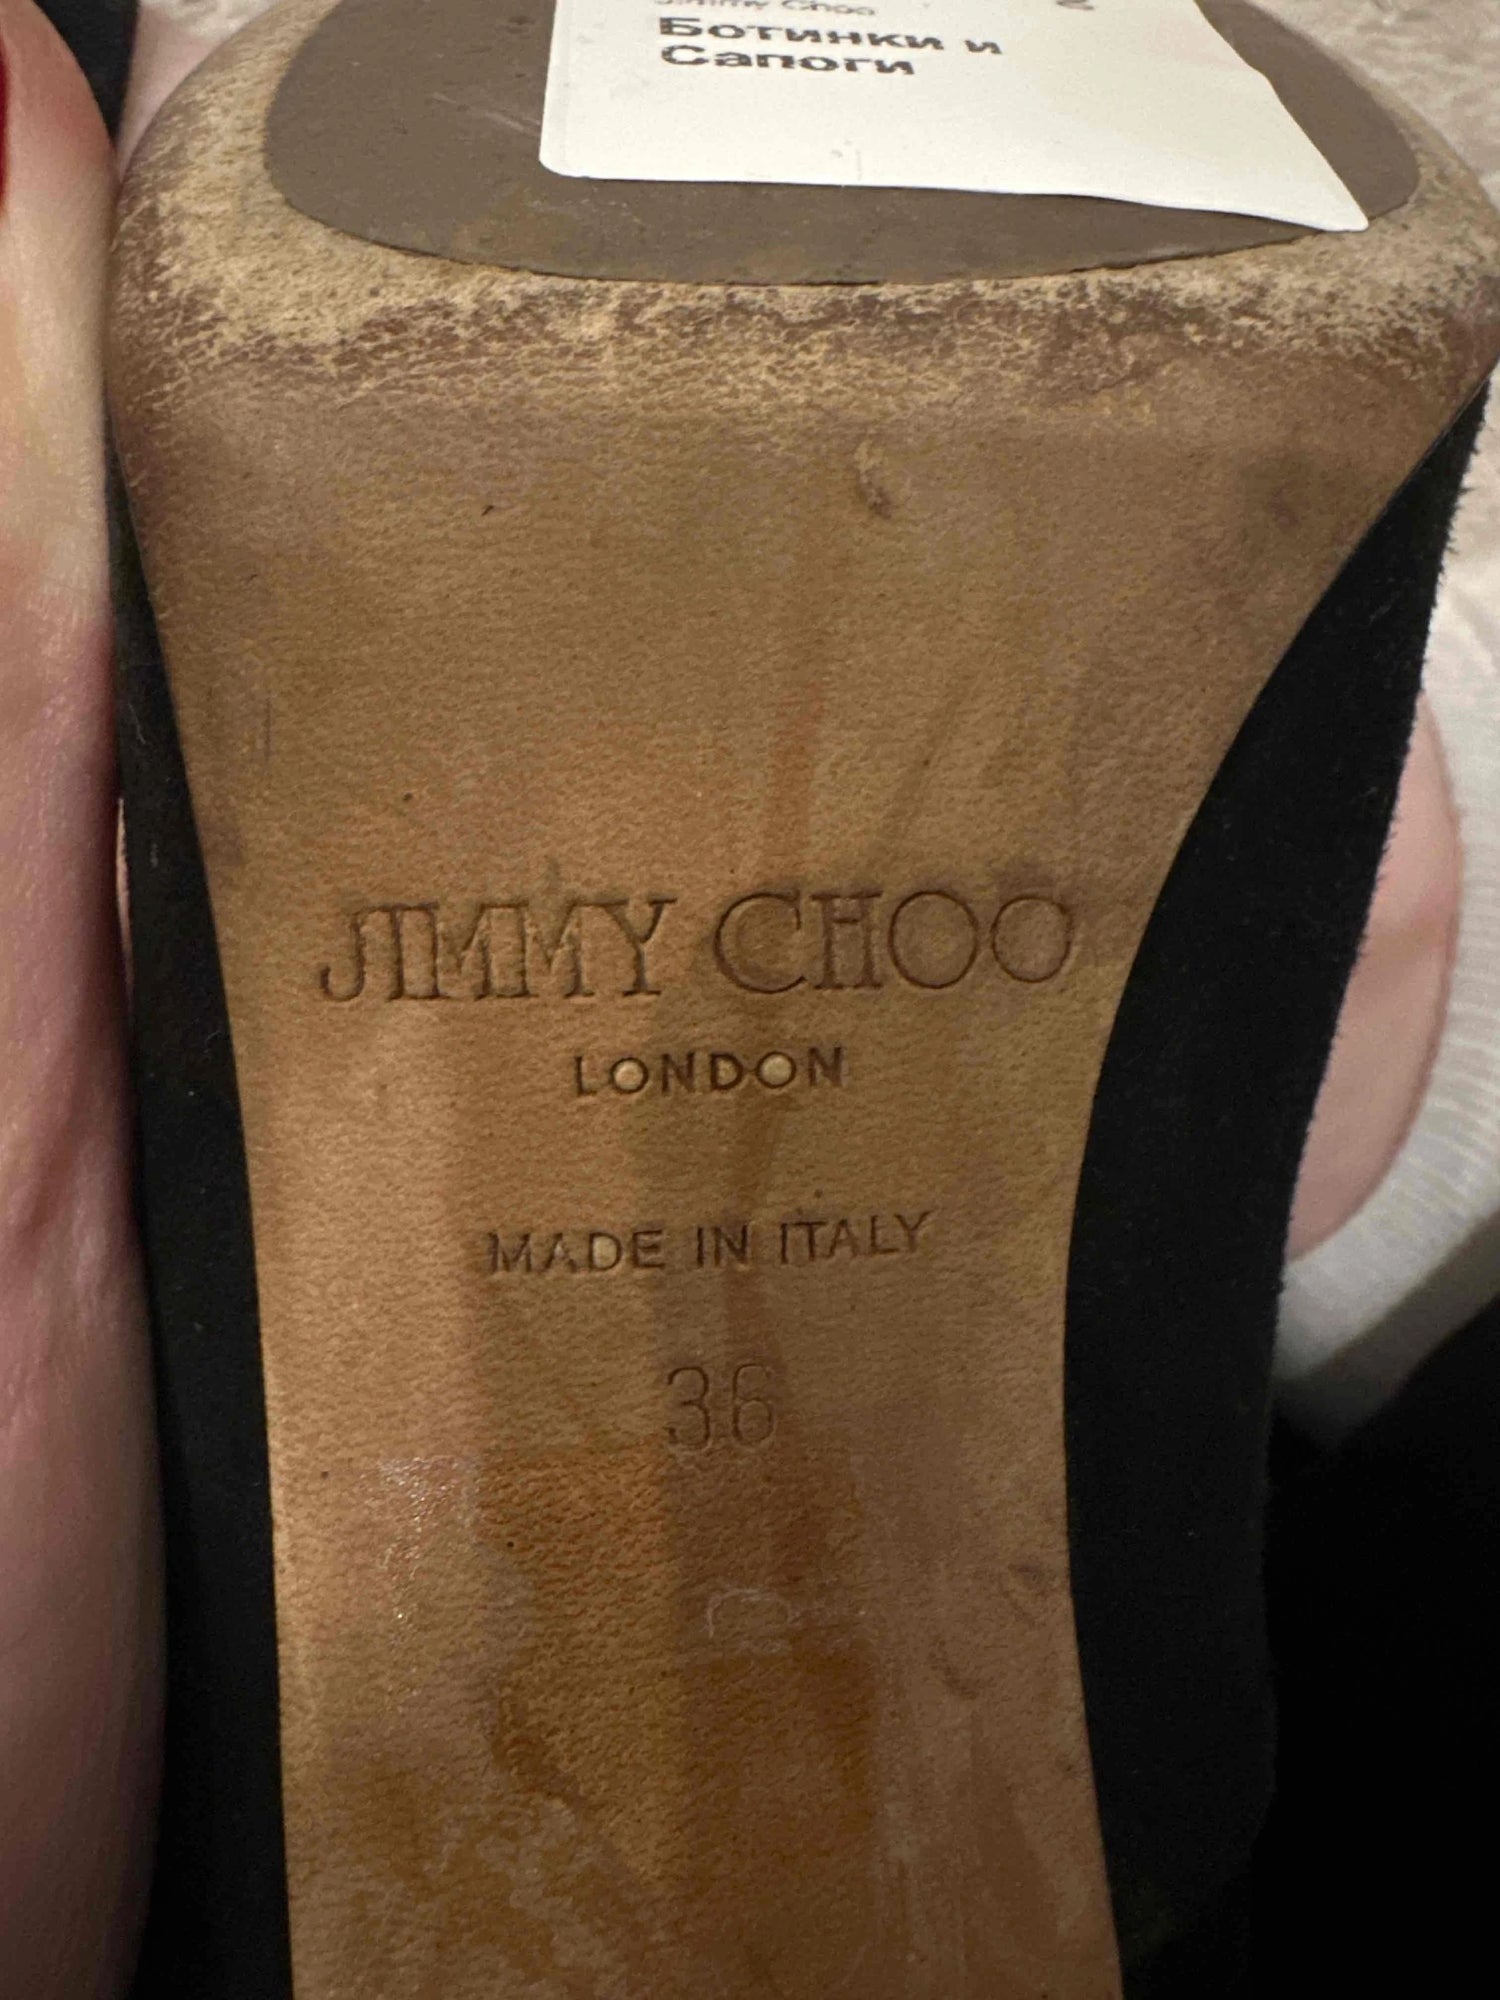 Jimmy Choo
Ботинки и
Сапоги
JIMMY CHOO
LONDON
MADE IN ITALY
36